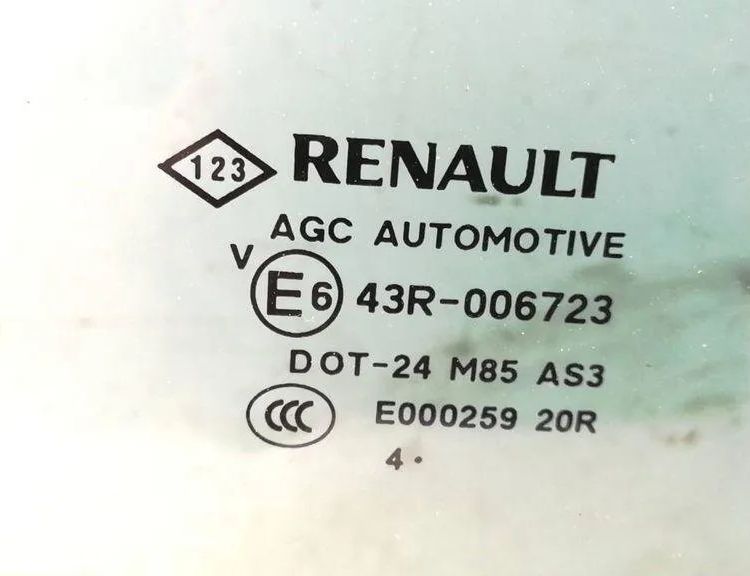 123 RENAULT
AGC AUTOMOTIVE
V
E6 43R-006723
DOT-24 M85 AS3
CCC E000259 20R
4 .